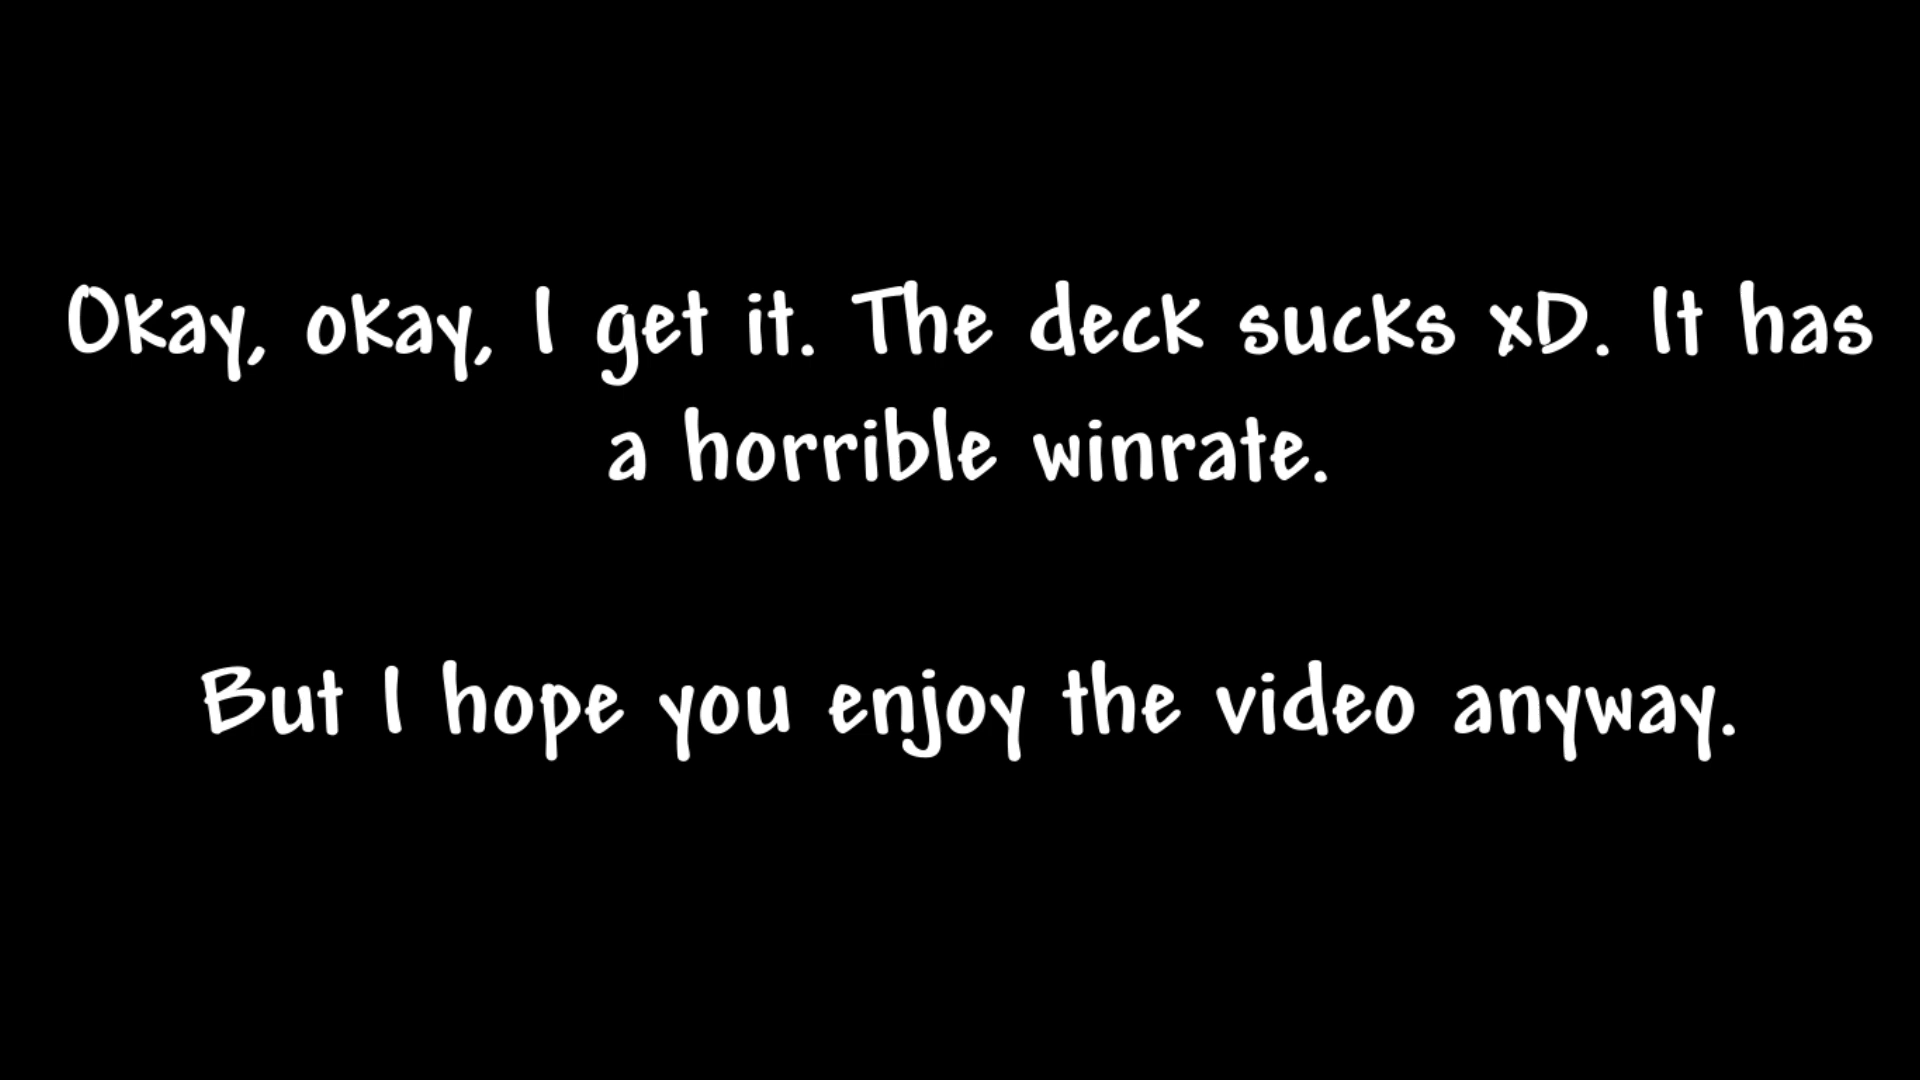 Okay, okay, I get it. The deck sucks xD. It has
a horrible winrate.
But I hope you enjoy the video anyway.